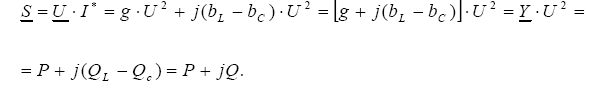 S = U · I* = g · U² + j(b_L − b_C) · U² = ⌊g + j(b_L − b_C)⌋ · U² = Y · U² =
= P + j(Q_L − Q_c) = P + jQ.